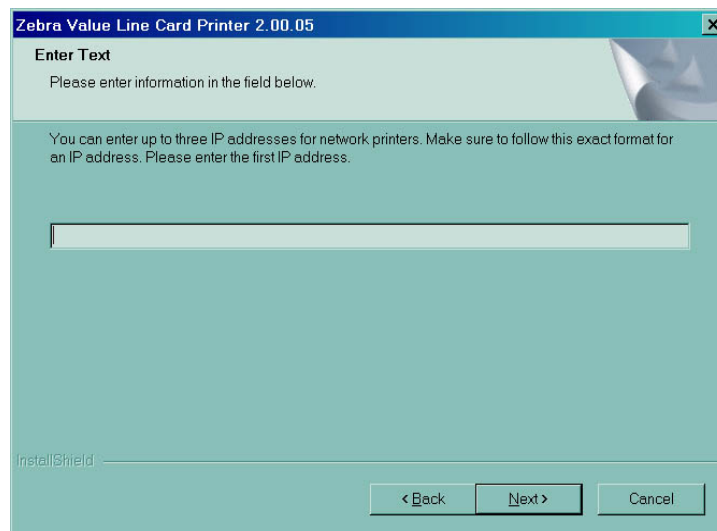 Zebra Value Line Card Printer 2.00.05
Enter Text
Please enter information in the field below.
You can enter up to three IP addresses for network printers. Make sure to follow this exact format for
an IP address. Please enter the first IP address.
InstallShield
< Back
Next >
Cancel